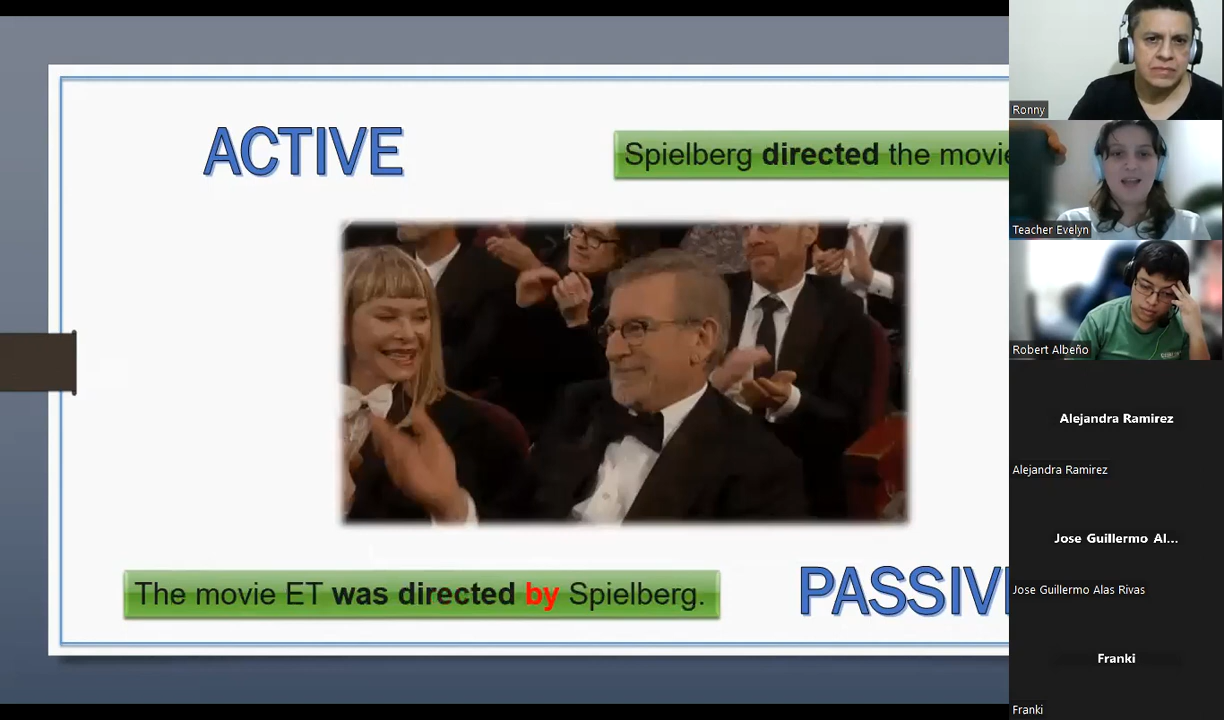 ACTIVE
Spielberg directed the movie
The movie ET was directed by Spielberg.
PASSIV
Ronny
Teacher Evelyn
Robert Albeño
Alejandra Ramirez
Alejandra Ramirez
Jose Guillermo Al...
Jose Guillermo Alas Rivas
Franki
Franki